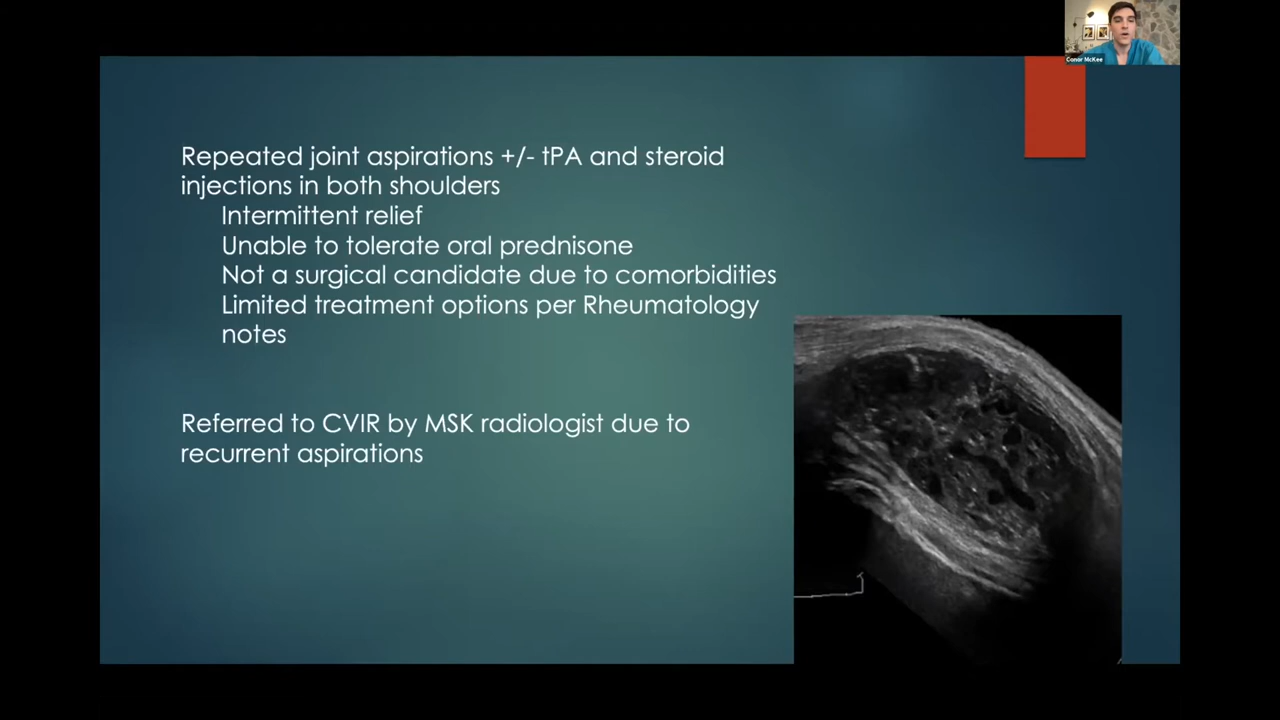 Conor McKee
Repeated joint aspirations +/- tPA and steroid
injections in both shoulders
Intermittent relief
Unable to tolerate oral prednisone
Not a surgical candidate due to comorbidities
Limited treatment options per Rheumatology
notes
Referred to CVIR by MSK radiologist due to
recurrent aspirations